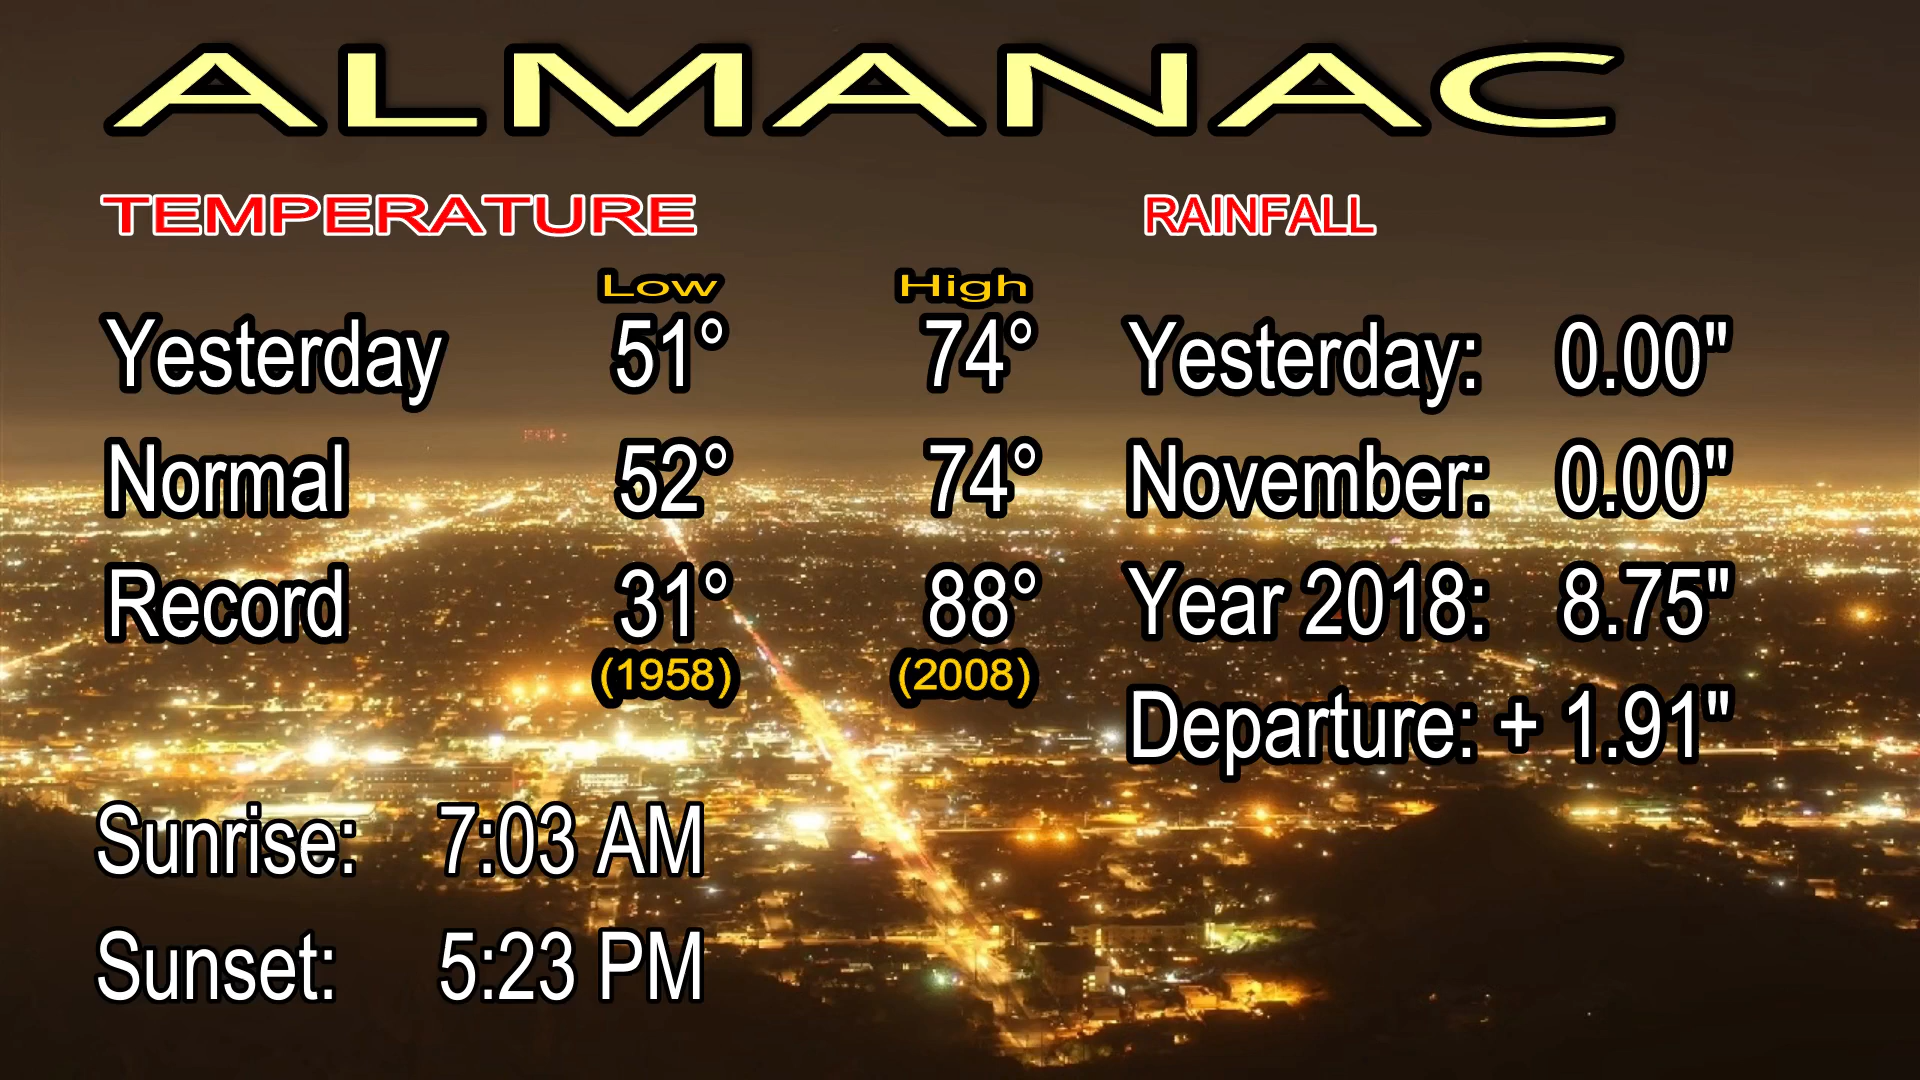 ALMANAC
TEMPERATURE
Low High
Yesterday 51° 74°
Normal 52° 74°
Record 31° 88°
(1958) (2008)
Sunrise: 7:03 AM
Sunset: 5:23 PM
RAINFALL
Yesterday: 0.00"
November: 0.00"
Year 2018: 8.75"
Departure: + 1.91"